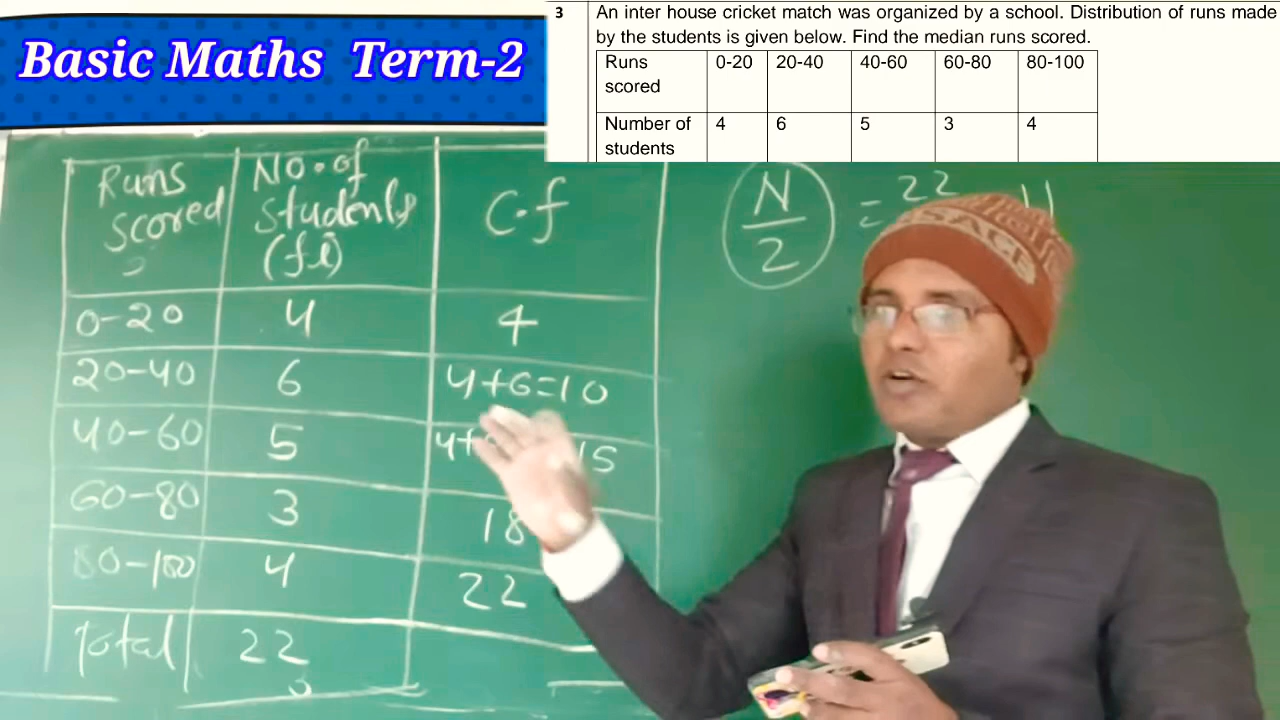 Basic Maths Term-2
3 An inter house cricket match was organized by a school. Distribution of runs made
by the students is given below. Find the median runs scored.
Runs scored 0-20 20-40 40-60 60-80 80-100
Number of students 4 6 5 3 4
Runs scored No. of students (fi) C.f
0-20 4 4
20-40 6 4+6=10
40-60 5 4+ 15
60-80 3 18
80-100 4 22
Total 22
N/2 = 22 11